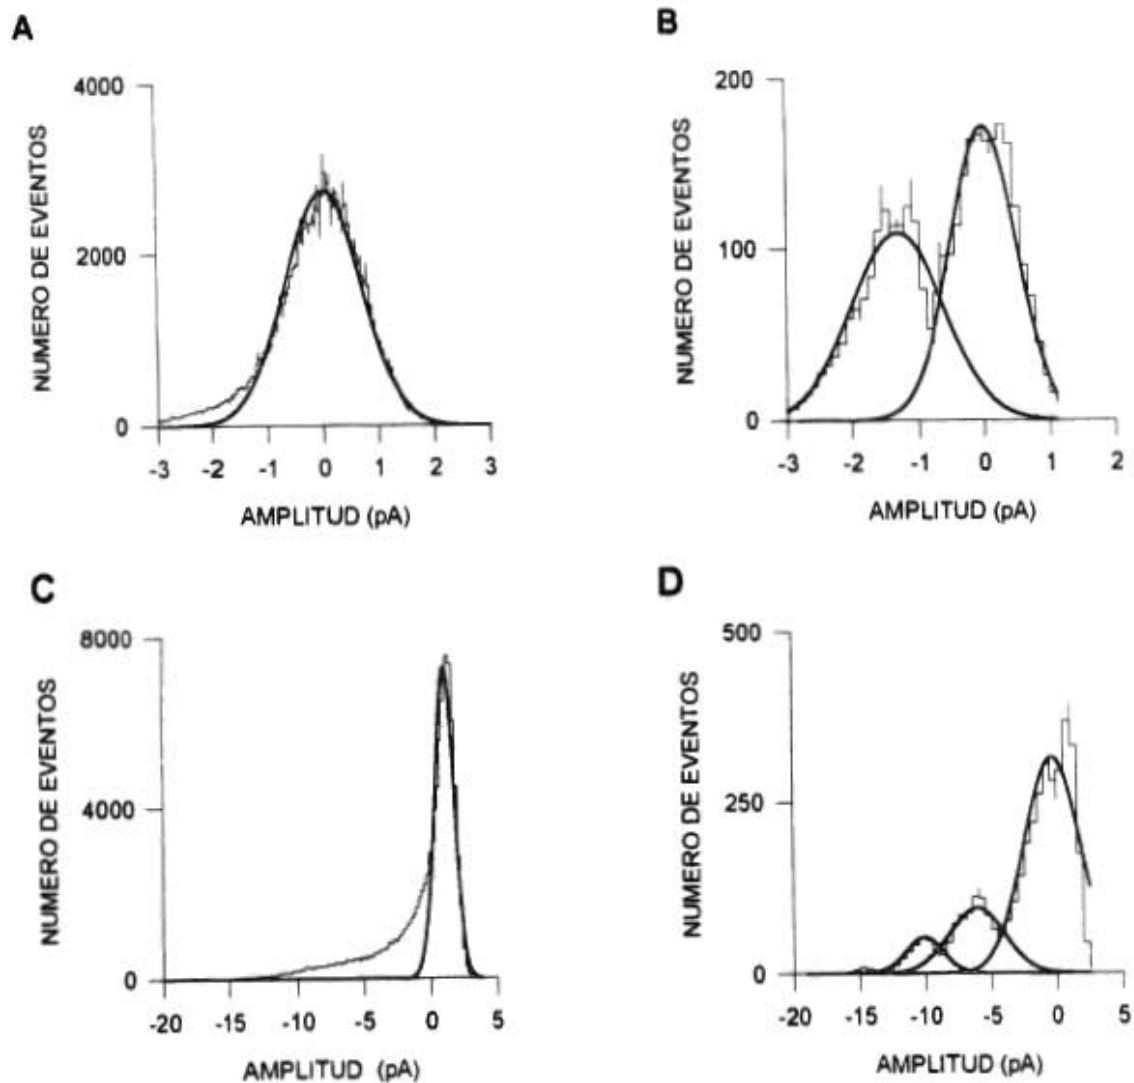 A
NUMERO DE EVENTOS
4000
2000
0
-3 -2 -1 0 1 2 3
AMPLITUD (pA)
B
NUMERO DE EVENTOS
200
100
0
-3 -2 -1 0 1 2
AMPLITUD (pA)
C
NUMERO DE EVENTOS
8000
4000
0
-20 -15 -10 -5 0 5
AMPLITUD (pA)
D
NUMERO DE EVENTOS
500
250
0
-20 -15 -10 -5 0 5
AMPLITUD (pA)